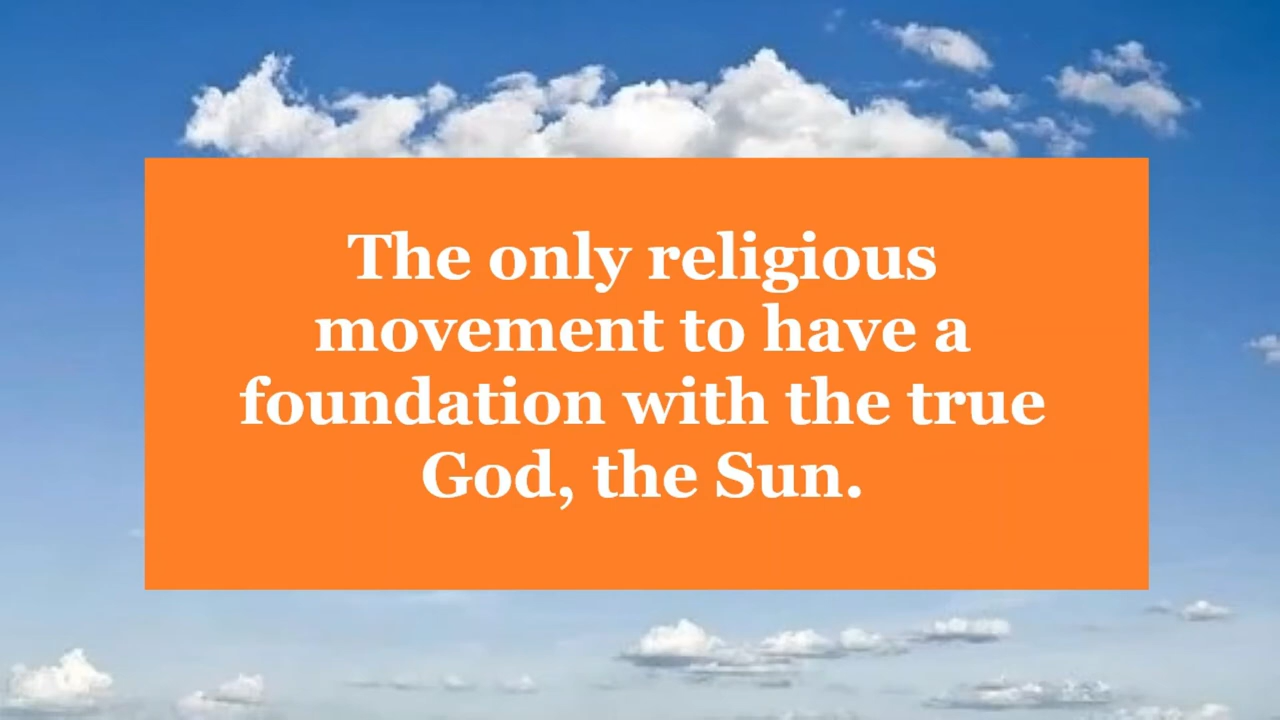 The only religious
movement to have a
foundation with the true
God, the Sun.